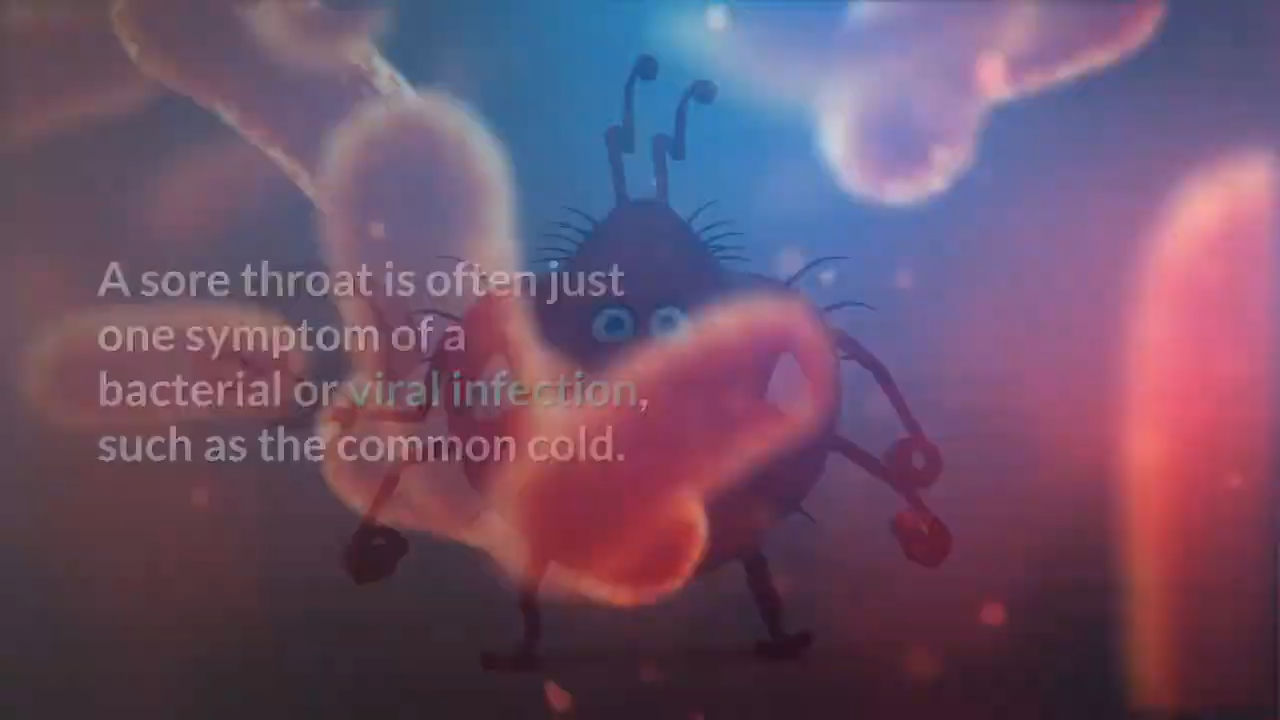 A sore throat is often just
one symptom of a
bacterial or viral infection,
such as the common cold.